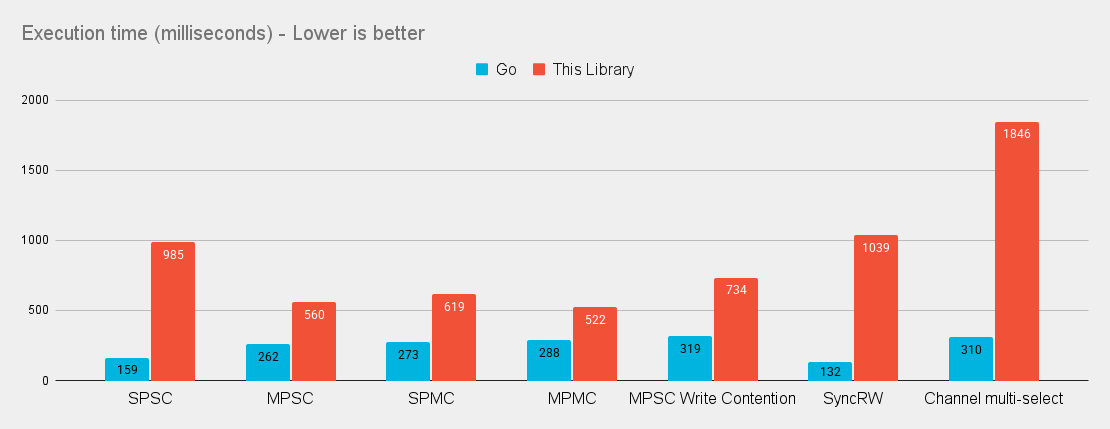 Execution time (milliseconds) - Lower is better
Go This Library
2000
1500
1000
500
0
159 985 262 560 273 619 288 522 319 734 132 1039 310 1846
SPSC MPSC SPMC MPMC MPSC Write Contention SyncRW Channel multi-select